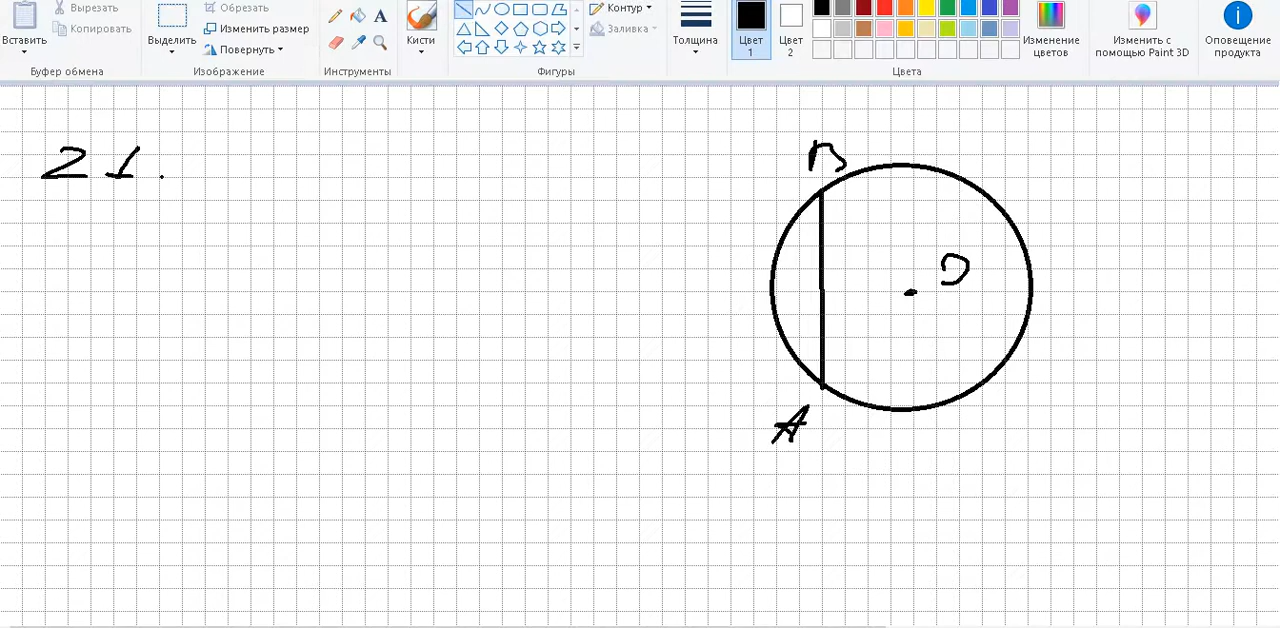 Вырезать
Обрезать
Контур
Копировать
Изменить размер
Заливка
Вставить
Выделить
Повернуть
Кисти
Толщина
Цвет 1
Цвет 2
Изменение цветов
Изменить с помощью Paint 3D
Оповещение продукта
Буфер обмена
Изображение
Инструменты
Фигуры
Цвета
21.
B
O
A